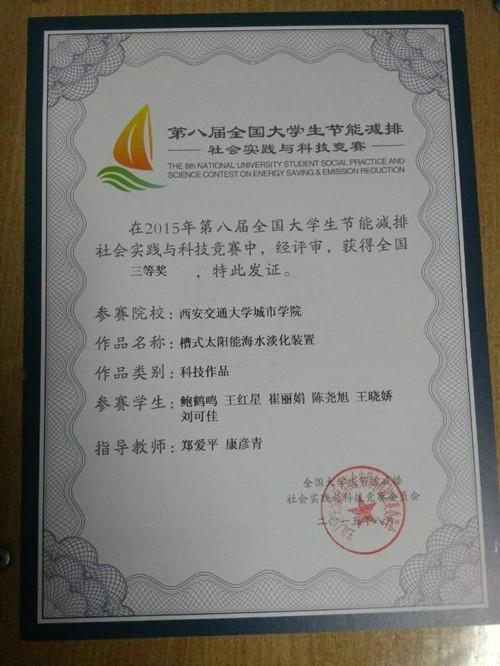 第八届全国大学生节能减排
社会实践与科技竞赛
THE 8th NATIONAL UNIVERSITY STUDENT SOCIAL PRACTICE AND
SCIENCE CONTEST ON ENERGY SAVING & EMISSION REDUCTION
在2015年第八届全国大学生节能减排
社会实践与科技竞赛中，经评审，获得全国
三等奖 ，特此发证。
参赛院校：西安交通大学城市学院
作品名称：槽式太阳能海水淡化装置
作品类别：科技作品
参赛学生：鲍鹤鸣 王红星 崔丽娟 陈尧旭 王晓娇
刘可佳
指导教师：郑爱平 康彦青
全国大学生节能减排
社会实践与科技竞赛委员会
二〇一五年八月